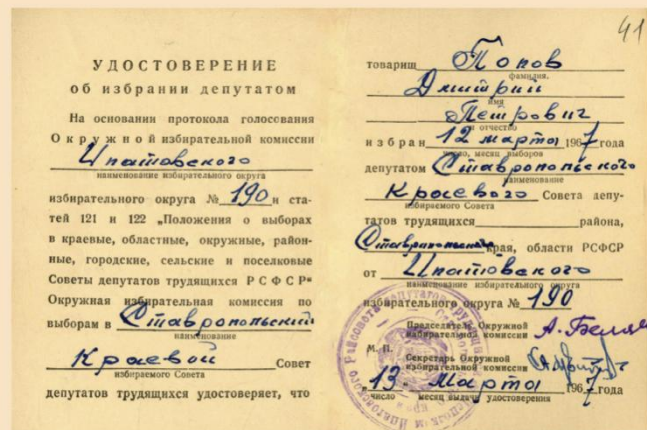 41
УДОСТОВЕРЕНИЕ
об избрании депутатом
На основании протокола голосования
Окружной избирательной комиссии
Ипатовского
наименование избирательного округа
избирательного округа № 190 и ста-
тей 121 и 122 „Положения о выборах
в краевые, областные, окружные, район-
ные, городские, сельские и поселковые
Советы депутатов трудящихся РСФСР"
Окружная избирательная комиссия по
выборам в Ставропольский
наименование
Краевой Совет
избираемого Совета
депутатов трудящихся удостоверяет, что
товарищ Попов
фамилия.
Дмитрий
имя
Петрович
и отчество
избран 12 марта 1967 года
число, месяц выборов
депутатом Ставропольского
наименование
Краевого Совета депу-
избираемого Совета
татов трудящихся района,
Ставропольского края, области РСФСР
от Ипатовского
наименование избирательного округа
избирательного округа № 190
Председатель Окружной
избирательной комиссии
М. П.
Секретарь Окружной
избирательной комиссии
13 Марта 1967 года
число месяц выдачи удостоверения